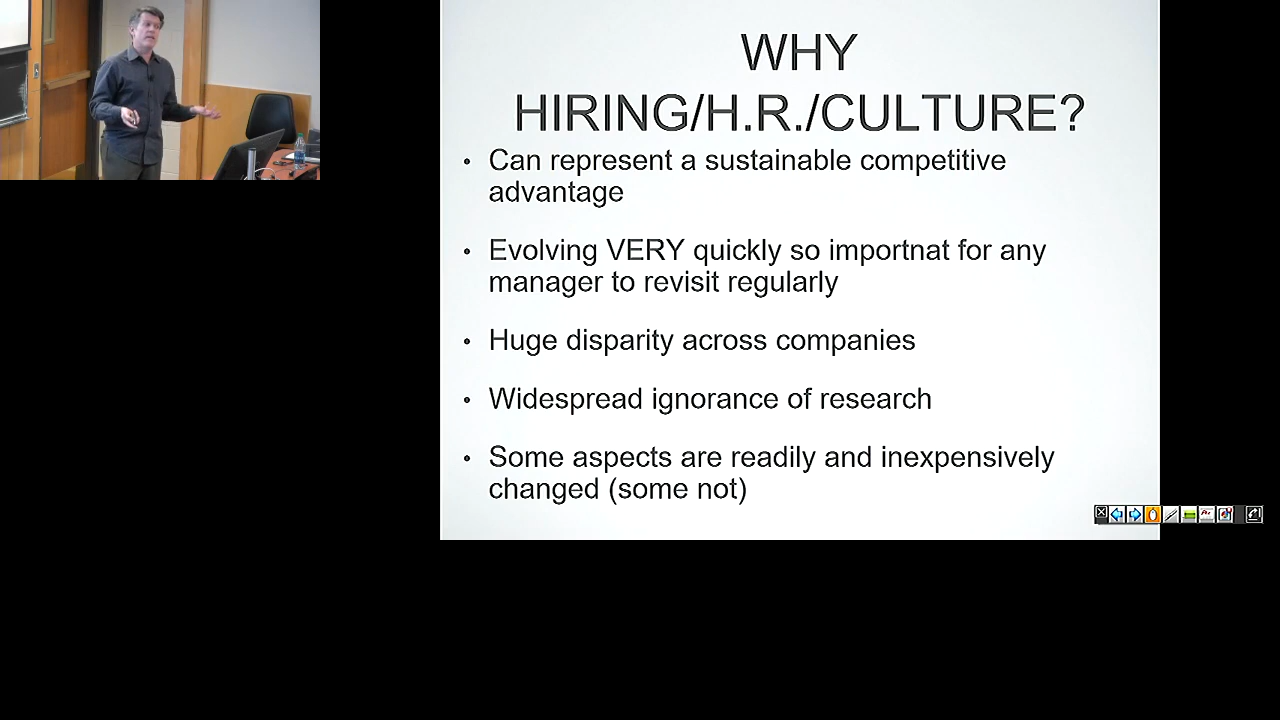 WHY
HIRING/H.R./CULTURE?
• Can represent a sustainable competitive
advantage
• Evolving VERY quickly so importnat for any
manager to revisit regularly
• Huge disparity across companies
• Widespread ignorance of research
• Some aspects are readily and inexpensively
changed (some not)